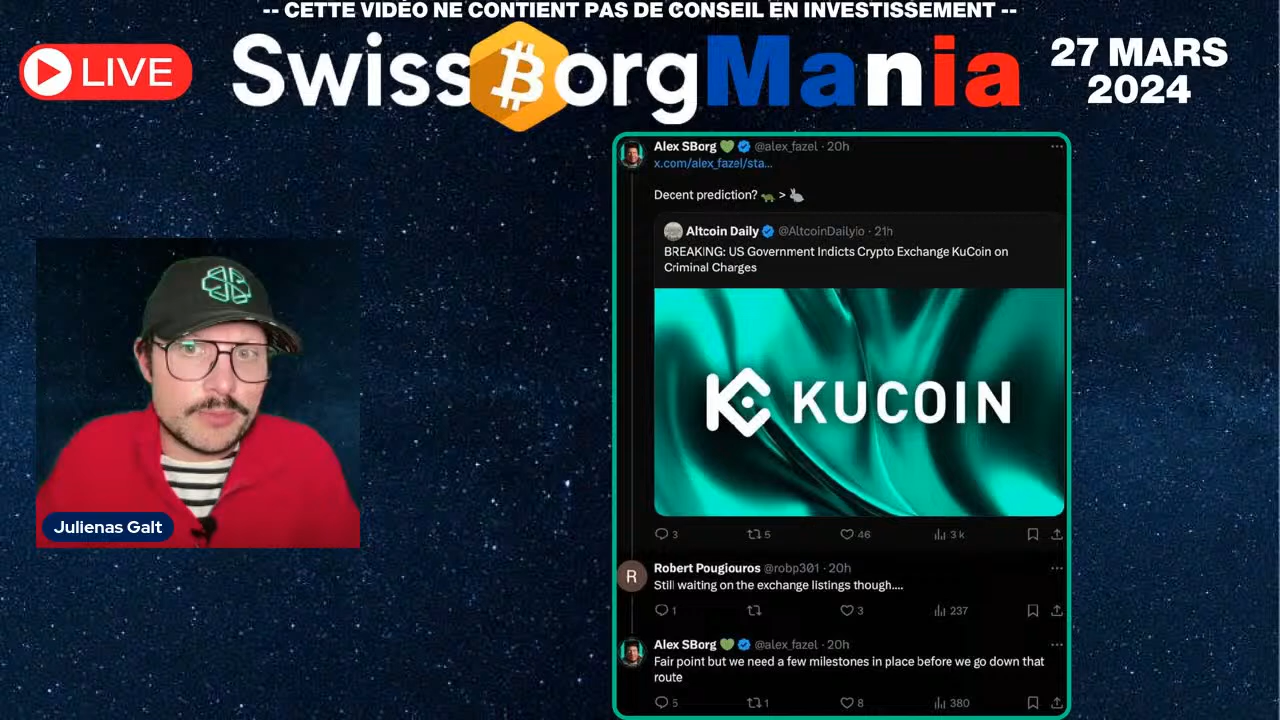 -- CETTE VIDÉO NE CONTIENT PAS DE CONSEIL EN INVESTISSEMENT --
LIVE
SwissBorgMania
27 MARS
2024
Alex SBorg 💚 @alex_fazel · 20h
x.com/alex_fazel/sta...
Decent prediction? 🐢 > 🐇
Altcoin Daily @AltcoinDailyio · 21h
BREAKING: US Government Indicts Crypto Exchange KuCoin on
Criminal Charges
KUCOIN
3 5 46 3 k
R
Robert Pougiouros @robp301 · 20h
Still waiting on the exchange listings though....
1 3 237
Alex SBorg 💚 @alex_fazel · 20h
Fair point but we need a few milestones in place before we go down that
route
5 1 8 380
Julienas Galt